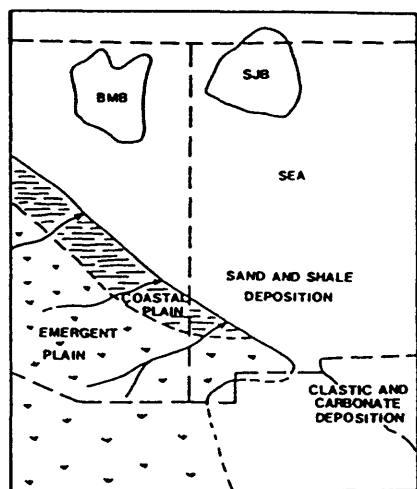 BMB
SJB
SEA
SAND AND SHALE
DEPOSITION
COASTAL
PLAIN
EMERGENT
PLAIN
CLASTIC AND
CARBONATE
DEPOSITION